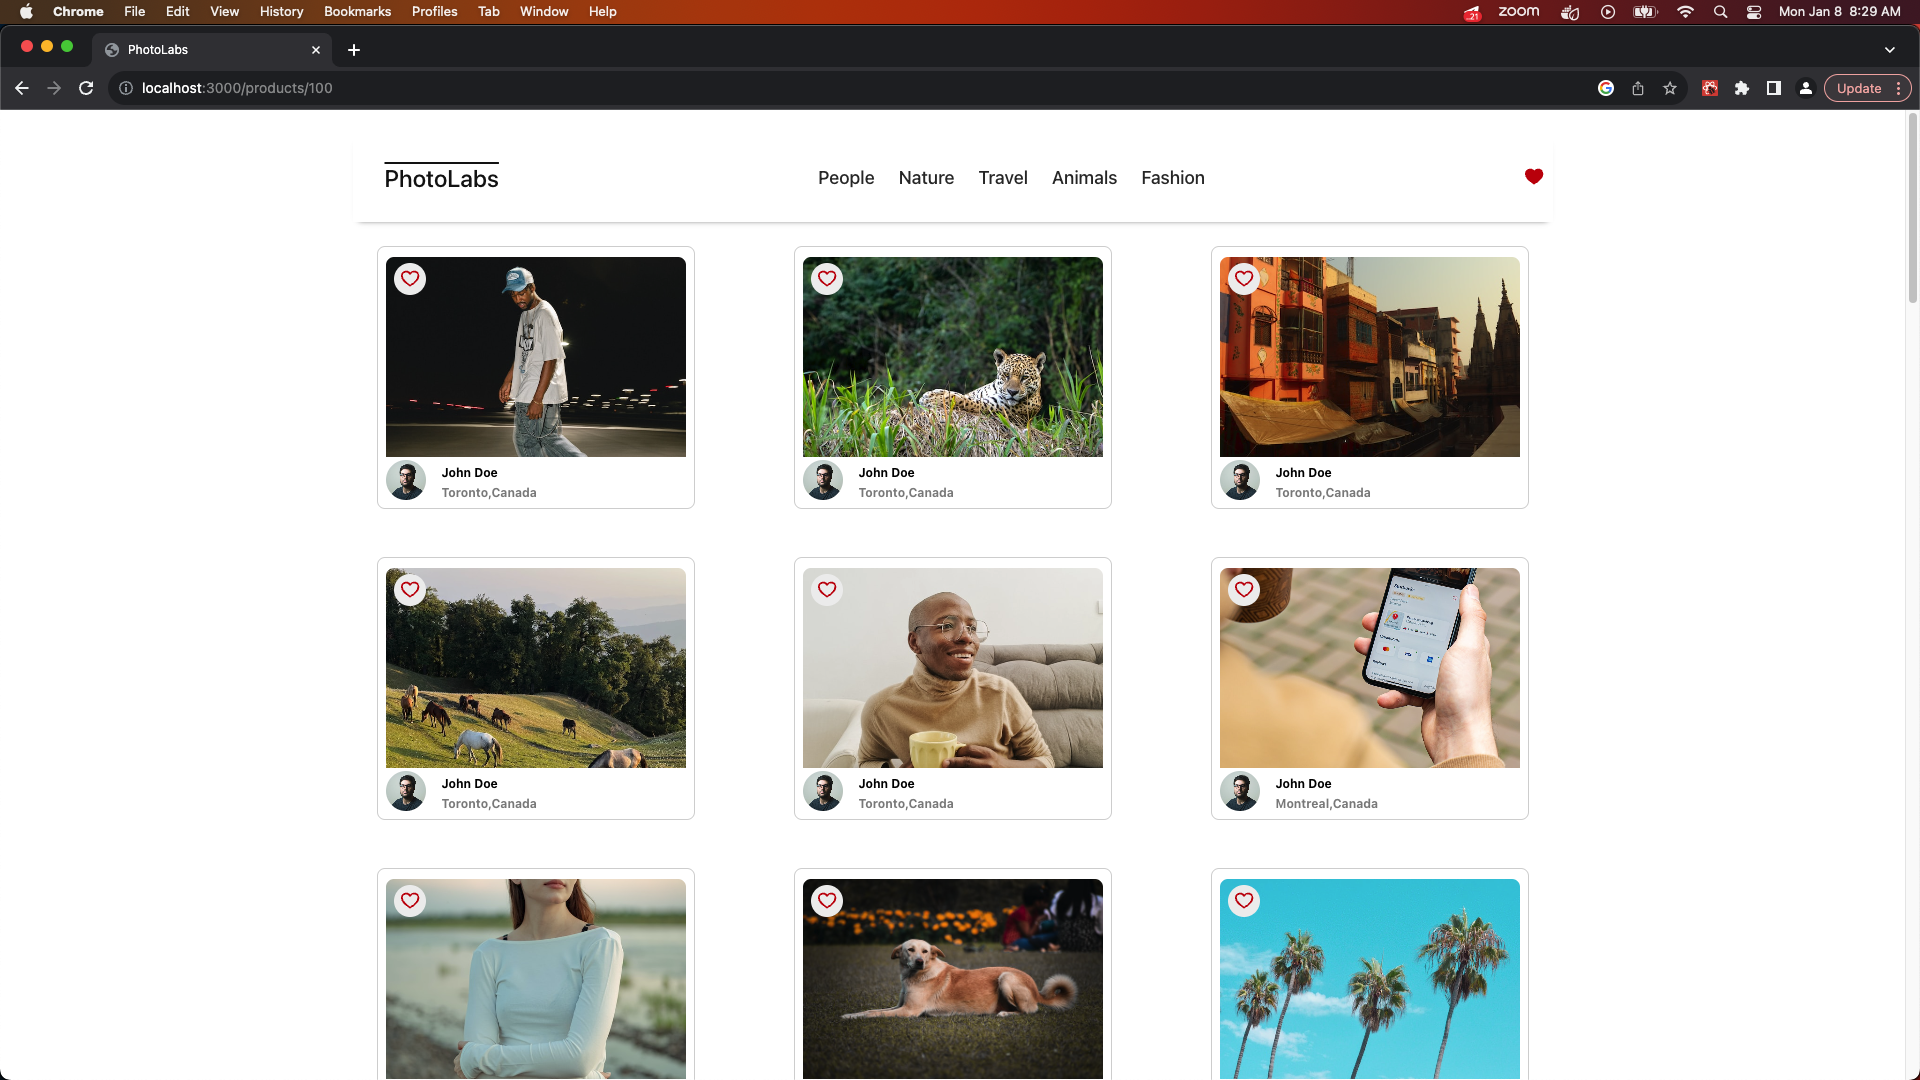 Chrome File Edit View History Bookmarks Profiles Tab Window Help 21 zoom Mon Jan 8 8:29 AM
PhotoLabs
localhost:3000/products/100 Update
PhotoLabs People Nature Travel Animals Fashion
John Doe John Doe John Doe
Toronto,Canada Toronto,Canada Toronto,Canada
John Doe John Doe John Doe
Toronto,Canada Toronto,Canada Montreal,Canada